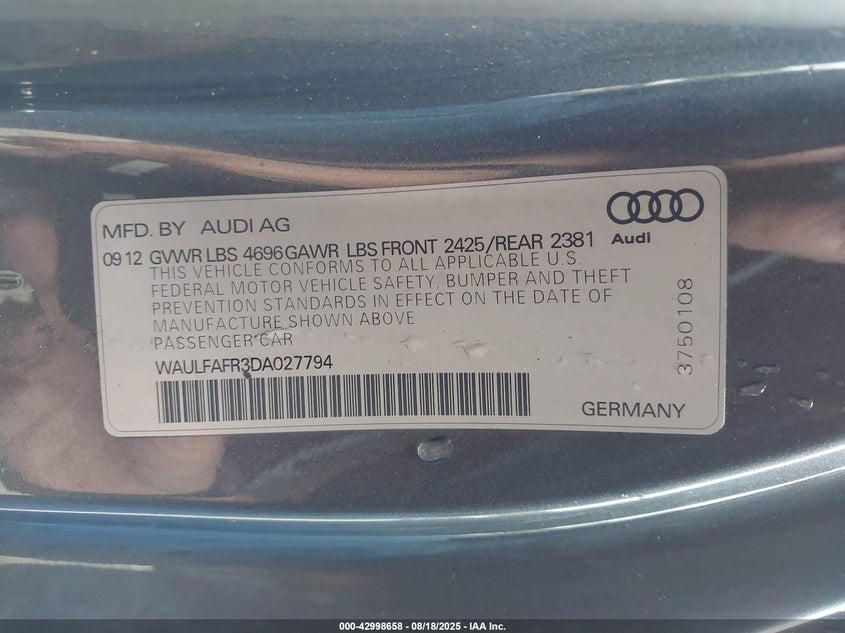 MFD. BY AUDI AG
Audi
09 12 GVWR LBS 4696 GAWR LBS FRONT 2425/REAR 2381
THIS VEHICLE CONFORMS TO ALL APPLICABLE U.S.
FEDERAL MOTOR VEHICLE SAFETY, BUMPER AND THEFT
PREVENTION STANDARDS IN EFFECT ON THE DATE OF
MANUFACTURE SHOWN ABOVE
PASSENGER CAR
WAULFAFR3DA027794
3750108
GERMANY
000-42998658 - 08/18/2025 - IAA Inc.